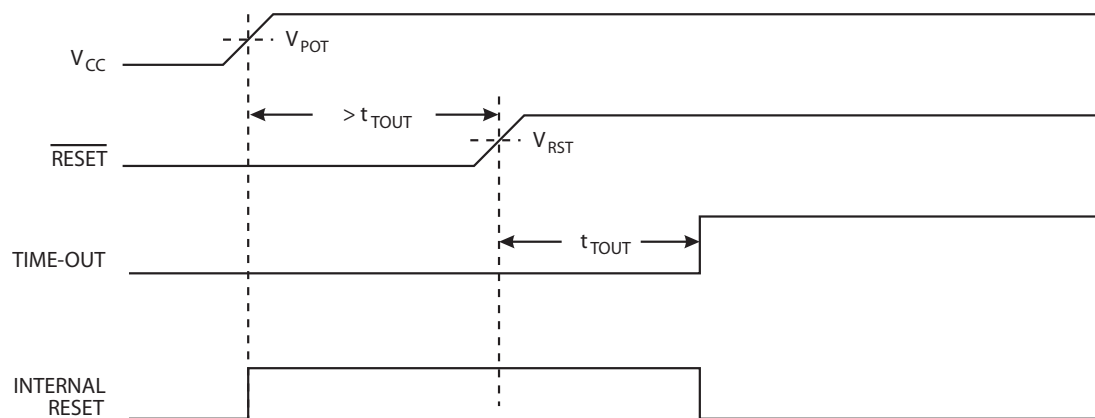 V_POT
V_CC
> t_TOUT
V_RST
RESET
t_TOUT
TIME-OUT
INTERNAL
RESET